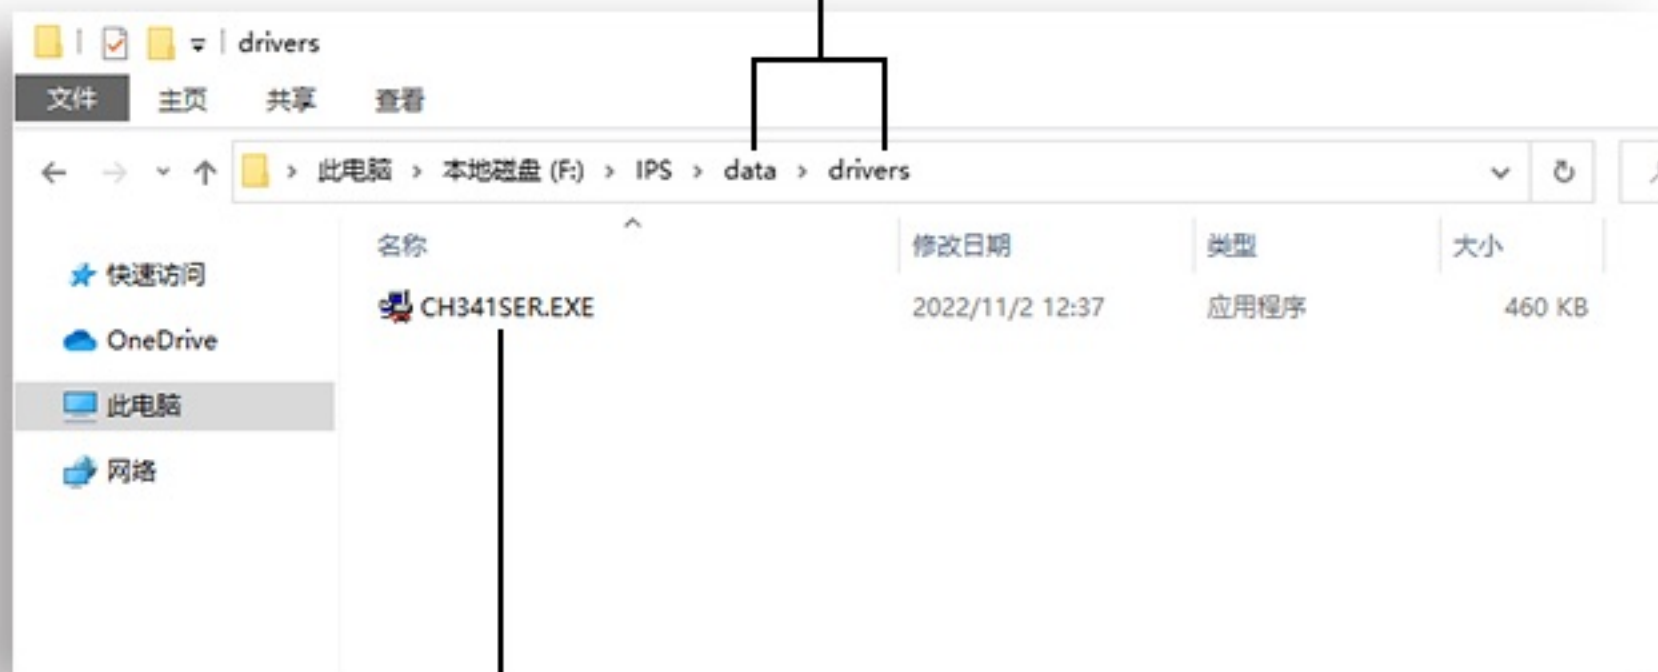 drivers
文件 主页 共享 查看
此电脑 › 本地磁盘 (F:) › IPS › data › drivers
名称 修改日期 类型 大小
快速访问
CH341SER.EXE 2022/11/2 12:37 应用程序 460 KB
OneDrive
此电脑
网络